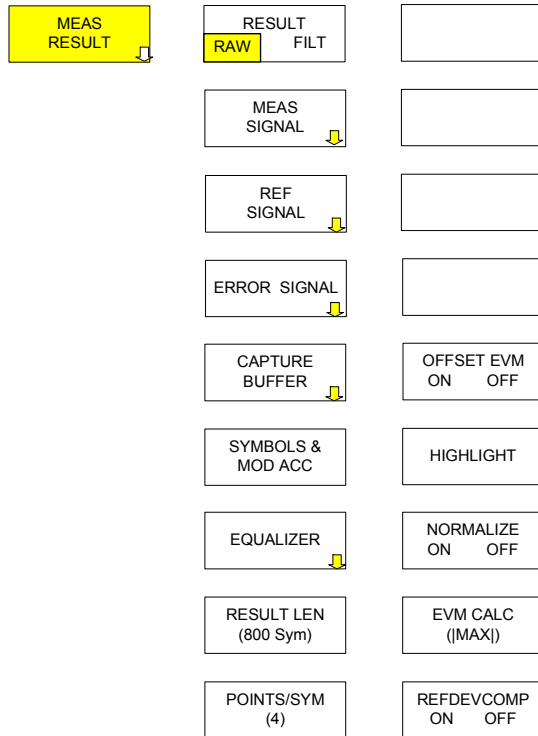 MEAS
RESULT
RESULT
RAW FILT
MEAS
SIGNAL
REF
SIGNAL
ERROR SIGNAL
CAPTURE
BUFFER
SYMBOLS &
MOD ACC
EQUALIZER
RESULT LEN
(800 Sym)
POINTS/SYM
(4)
OFFSET EVM
ON OFF
HIGHLIGHT
NORMALIZE
ON OFF
EVM CALC
(|MAX|)
REFDEVCOMP
ON OFF